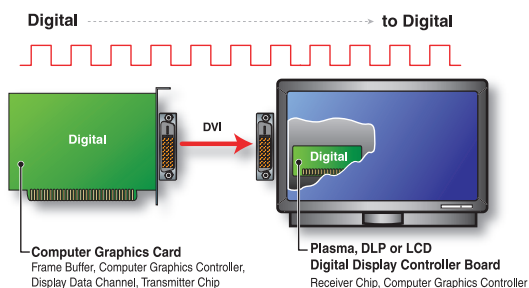 Digital to Digital
Digital
DVI
Digital
Computer Graphics Card
Frame Buffer, Computer Graphics Controller,
Display Data Channel, Transmitter Chip
Plasma, DLP or LCD
Digital Display Controller Board
Receiver Chip, Computer Graphics Controller